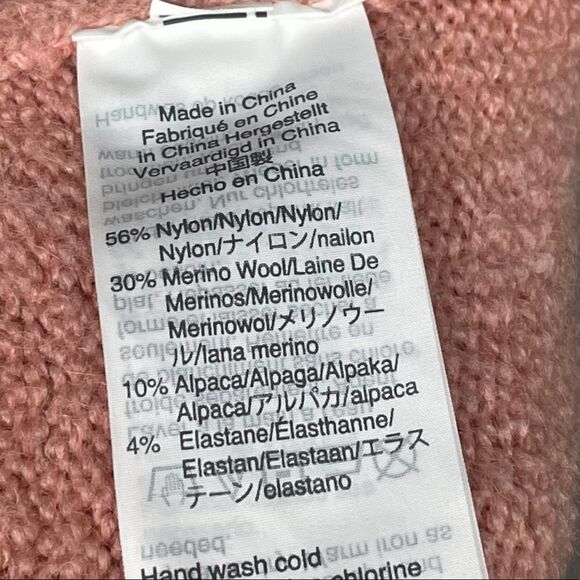 Made in China
Fabriqué en Chine
In China Hergestellt
Vervaardigd in China
中国製
Hecho en China
56% Nylon/Nylon/Nylon/
Nylon/ナイロン/nailon
30% Merino Wool/Laine De
Merinos/Merinowolle/
Merinowol/メリノウー
ル/lana merino
10% Alpaca/Alpaga/Alpaka/
Alpaca/アルパカ/alpaca
4% Elastane/Élasthanne/
Elastan/Elastaan/エラス
テーン/elastano
Hand wash cold
chlorine